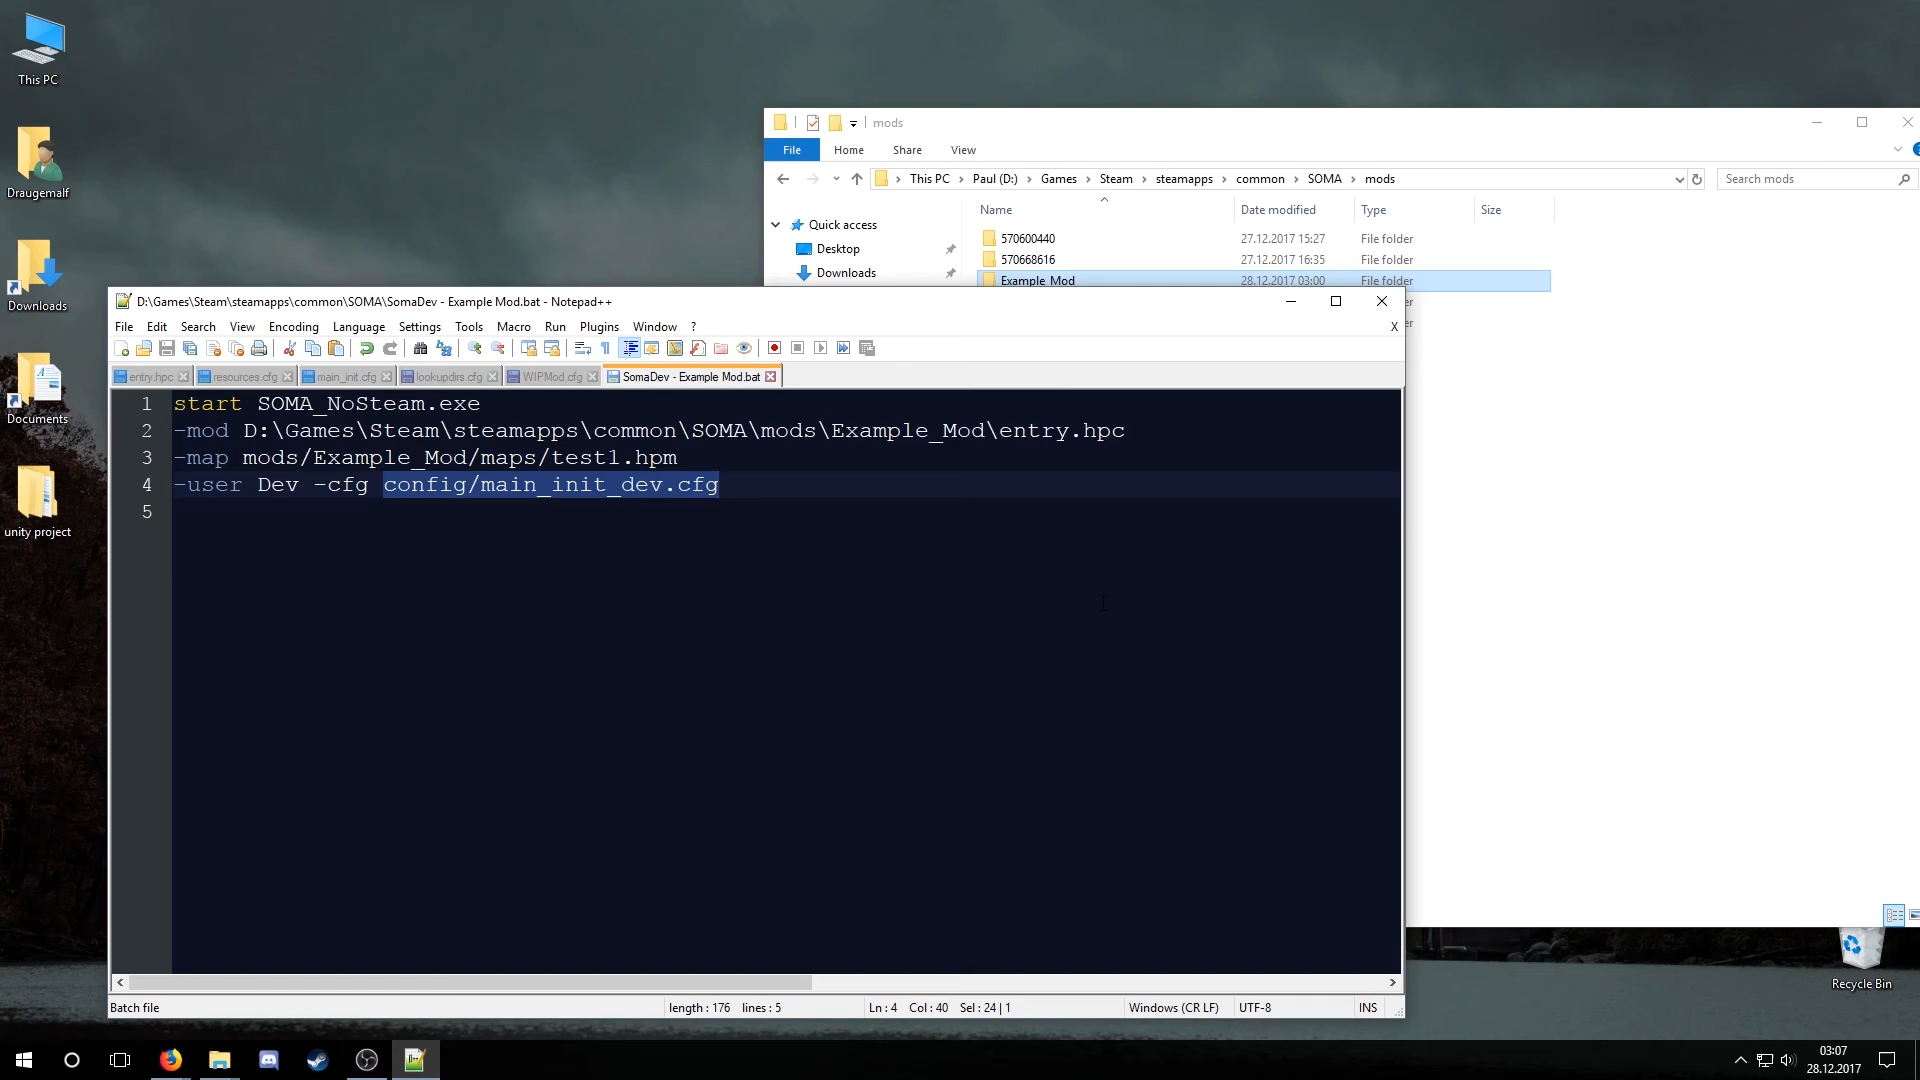 This PC
Draugemalf
Downloads
Documents
unity project
mods
File Home Share View
This PC Paul (D:) Games Steam steamapps common SOMA mods
Search mods
Name Date modified Type Size
Quick access
Desktop
Downloads
570600440 27.12.2017 15:27 File folder
570668616 27.12.2017 16:35 File folder
Example_Mod 28.12.2017 03:00 File folder
er
er
D:\Games\Steam\steamapps\common\SOMA\SomaDev - Example Mod.bat - Notepad++
File Edit Search View Encoding Language Settings Tools Macro Run Plugins Window ?
X
entry.hpc resources.cfg main_init.cfg lookupdirs.cfg WIPMod.cfg SomaDev - Example Mod.bat
1 start SOMA_NoSteam.exe
2 -mod D:\Games\Steam\steamapps\common\SOMA\mods\Example_Mod\entry.hpc
3 -map mods/Example_Mod/maps/test1.hpm
4 -user Dev -cfg config/main_init_dev.cfg
5
Batch file length : 176 lines : 5 Ln : 4 Col : 40 Sel : 24 | 1 Windows (CR LF) UTF-8 INS
Recycle Bin
03:07
28.12.2017